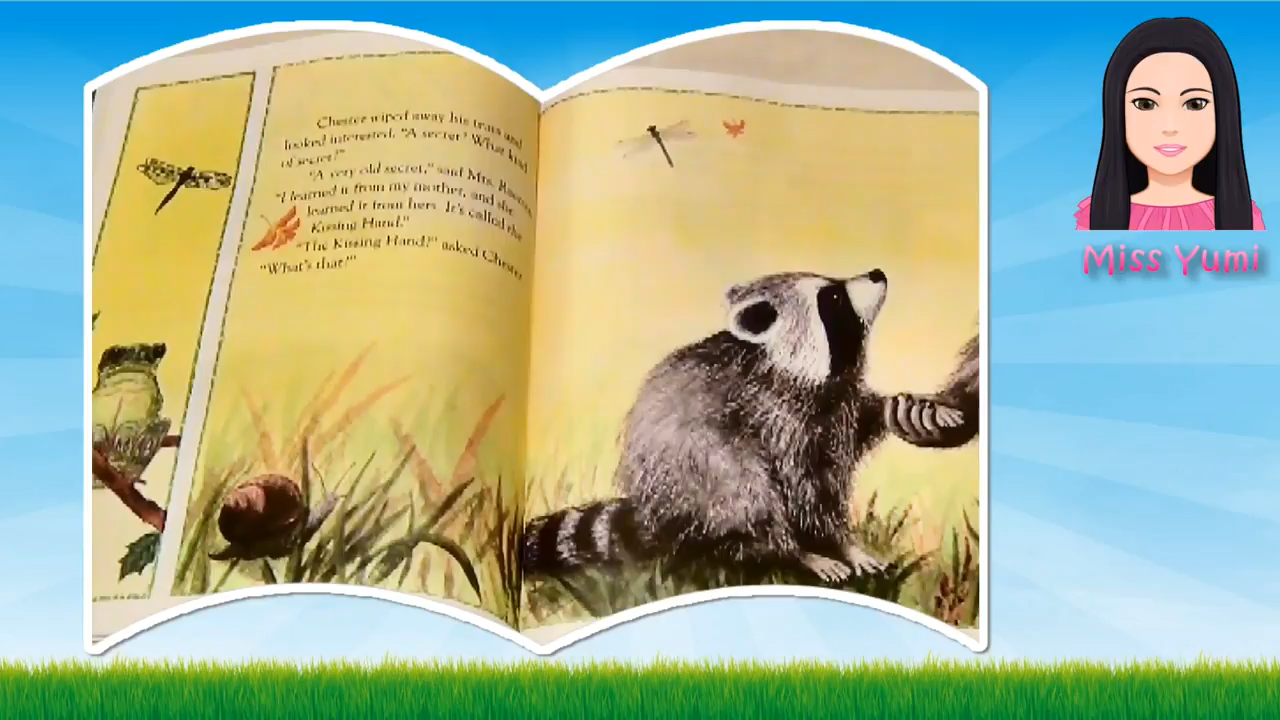 Chester wiped away his tears and
looked interested. "A secret? What kind
of secret?"
"A very old secret," said Mrs. Raccoon.
"I learned it from my mother, and she
learned it from hers. It's called the
Kissing Hand."
"The Kissing Hand?" asked Chester.
"What's that?"
Miss Yumi